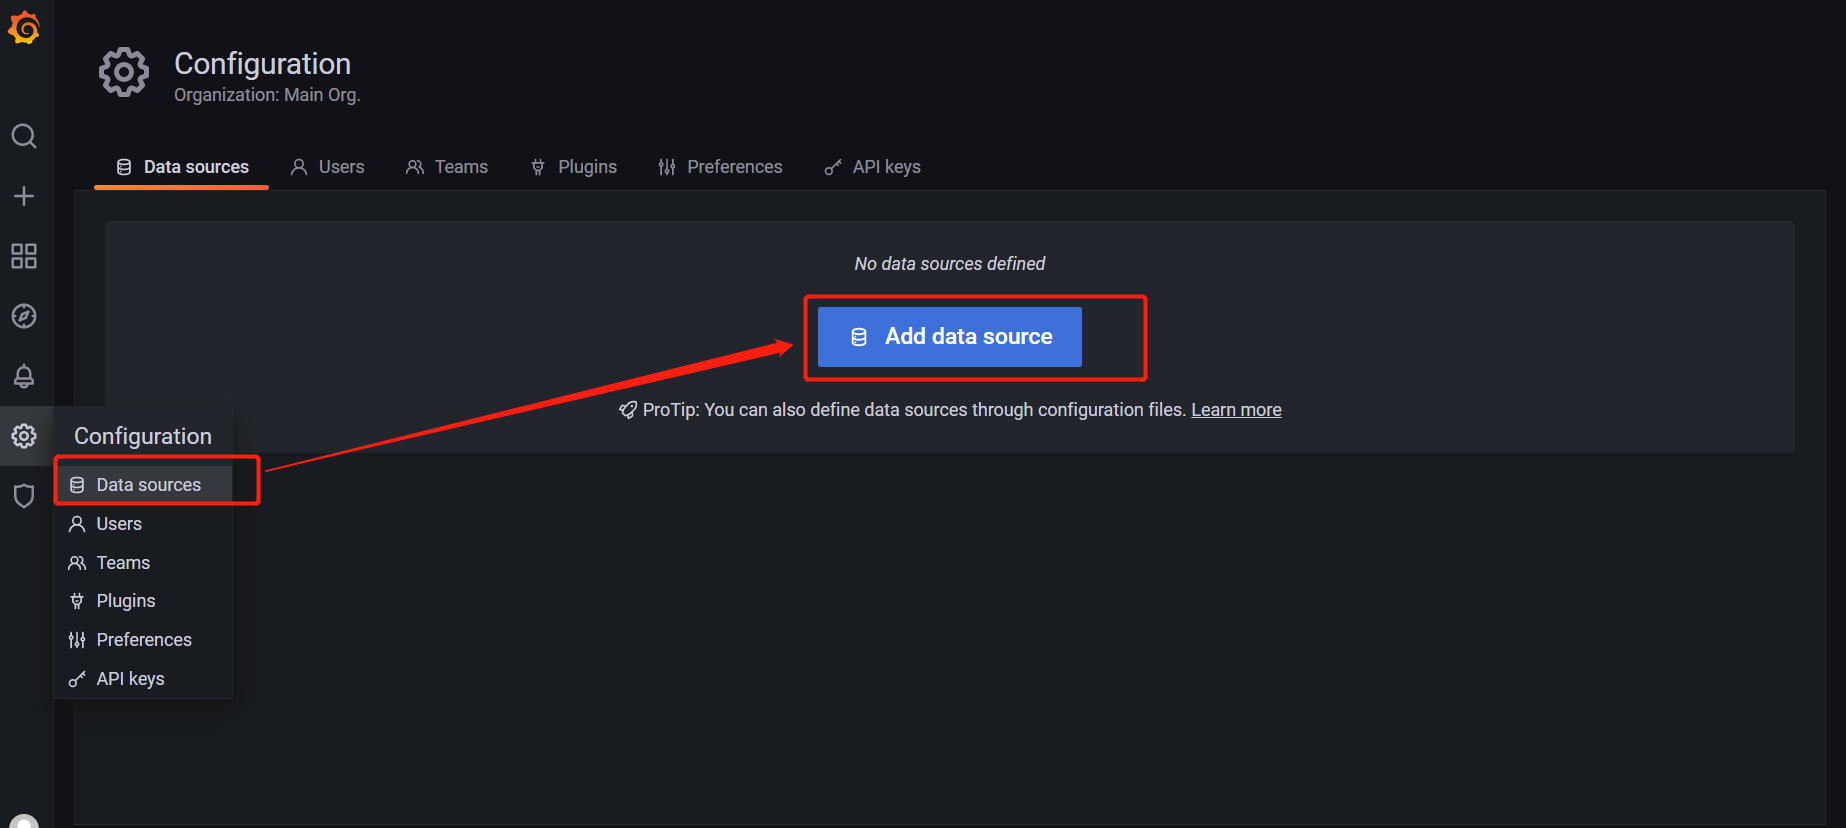 Configuration
Organization: Main Org.
Data sources Users Teams Plugins Preferences API keys
No data sources defined
Add data source
ProTip: You can also define data sources through configuration files. Learn more
Configuration
Data sources
Users
Teams
Plugins
Preferences
API keys